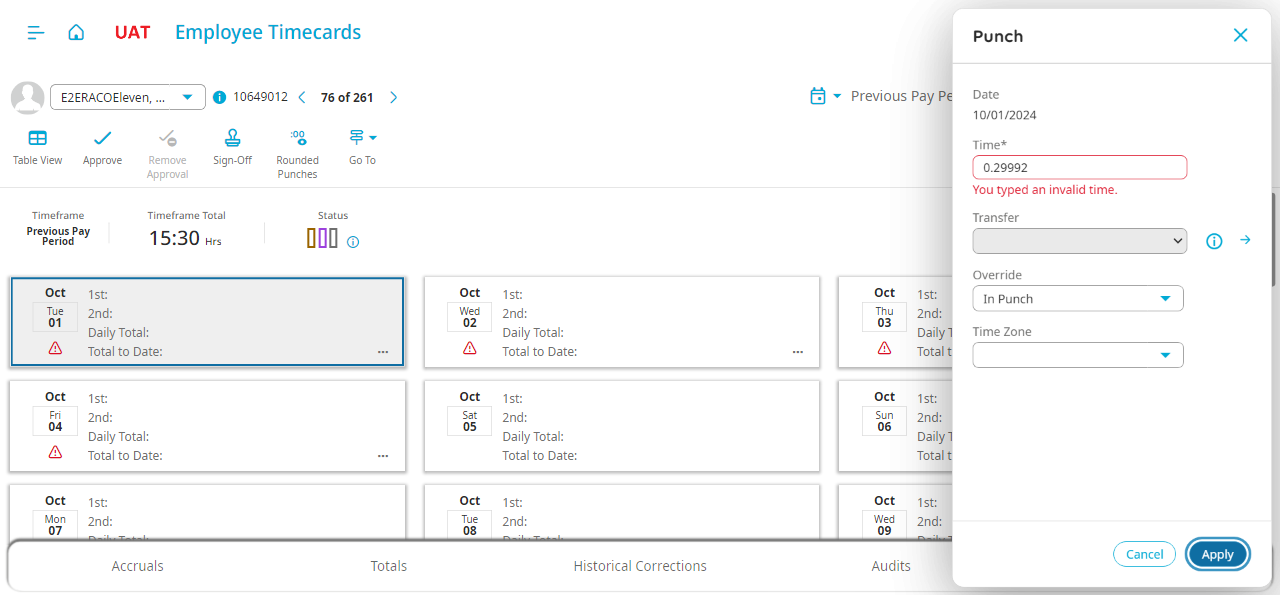 UAT
Employee Timecards
E2ERACOEleven, ...
10649012
76 of 261
Previous Pay Pe
Table View
Approve
Remove
Approval
Sign-Off
:00
Rounded
Punches
Go To
Timeframe
Previous Pay
Period
Timeframe Total
15:30 Hrs
Status
Oct
Tue
01
1st:
2nd:
Daily Total:
Total to Date:
...
Oct
Wed
02
1st:
2nd:
Daily Total:
Total to Date:
...
Oct
Thu
03
1st:
2nd:
Daily T
Total t
Oct
Fri
04
1st:
2nd:
Daily Total:
Total to Date:
...
Oct
Sat
05
1st:
2nd:
Daily Total:
Total to Date:
Oct
Sun
06
1st:
2nd:
Daily T
Total t
Oct
Mon
07
1st:
2nd:
Daily Total:
Oct
Tue
08
1st:
2nd:
Daily Total:
Oct
Wed
09
1st:
2nd:
Daily T
Accruals
Totals
Historical Corrections
Audits
Punch
Date
10/01/2024
Time*
0.29992
You typed an invalid time.
Transfer
Override
In Punch
Time Zone
Cancel
Apply